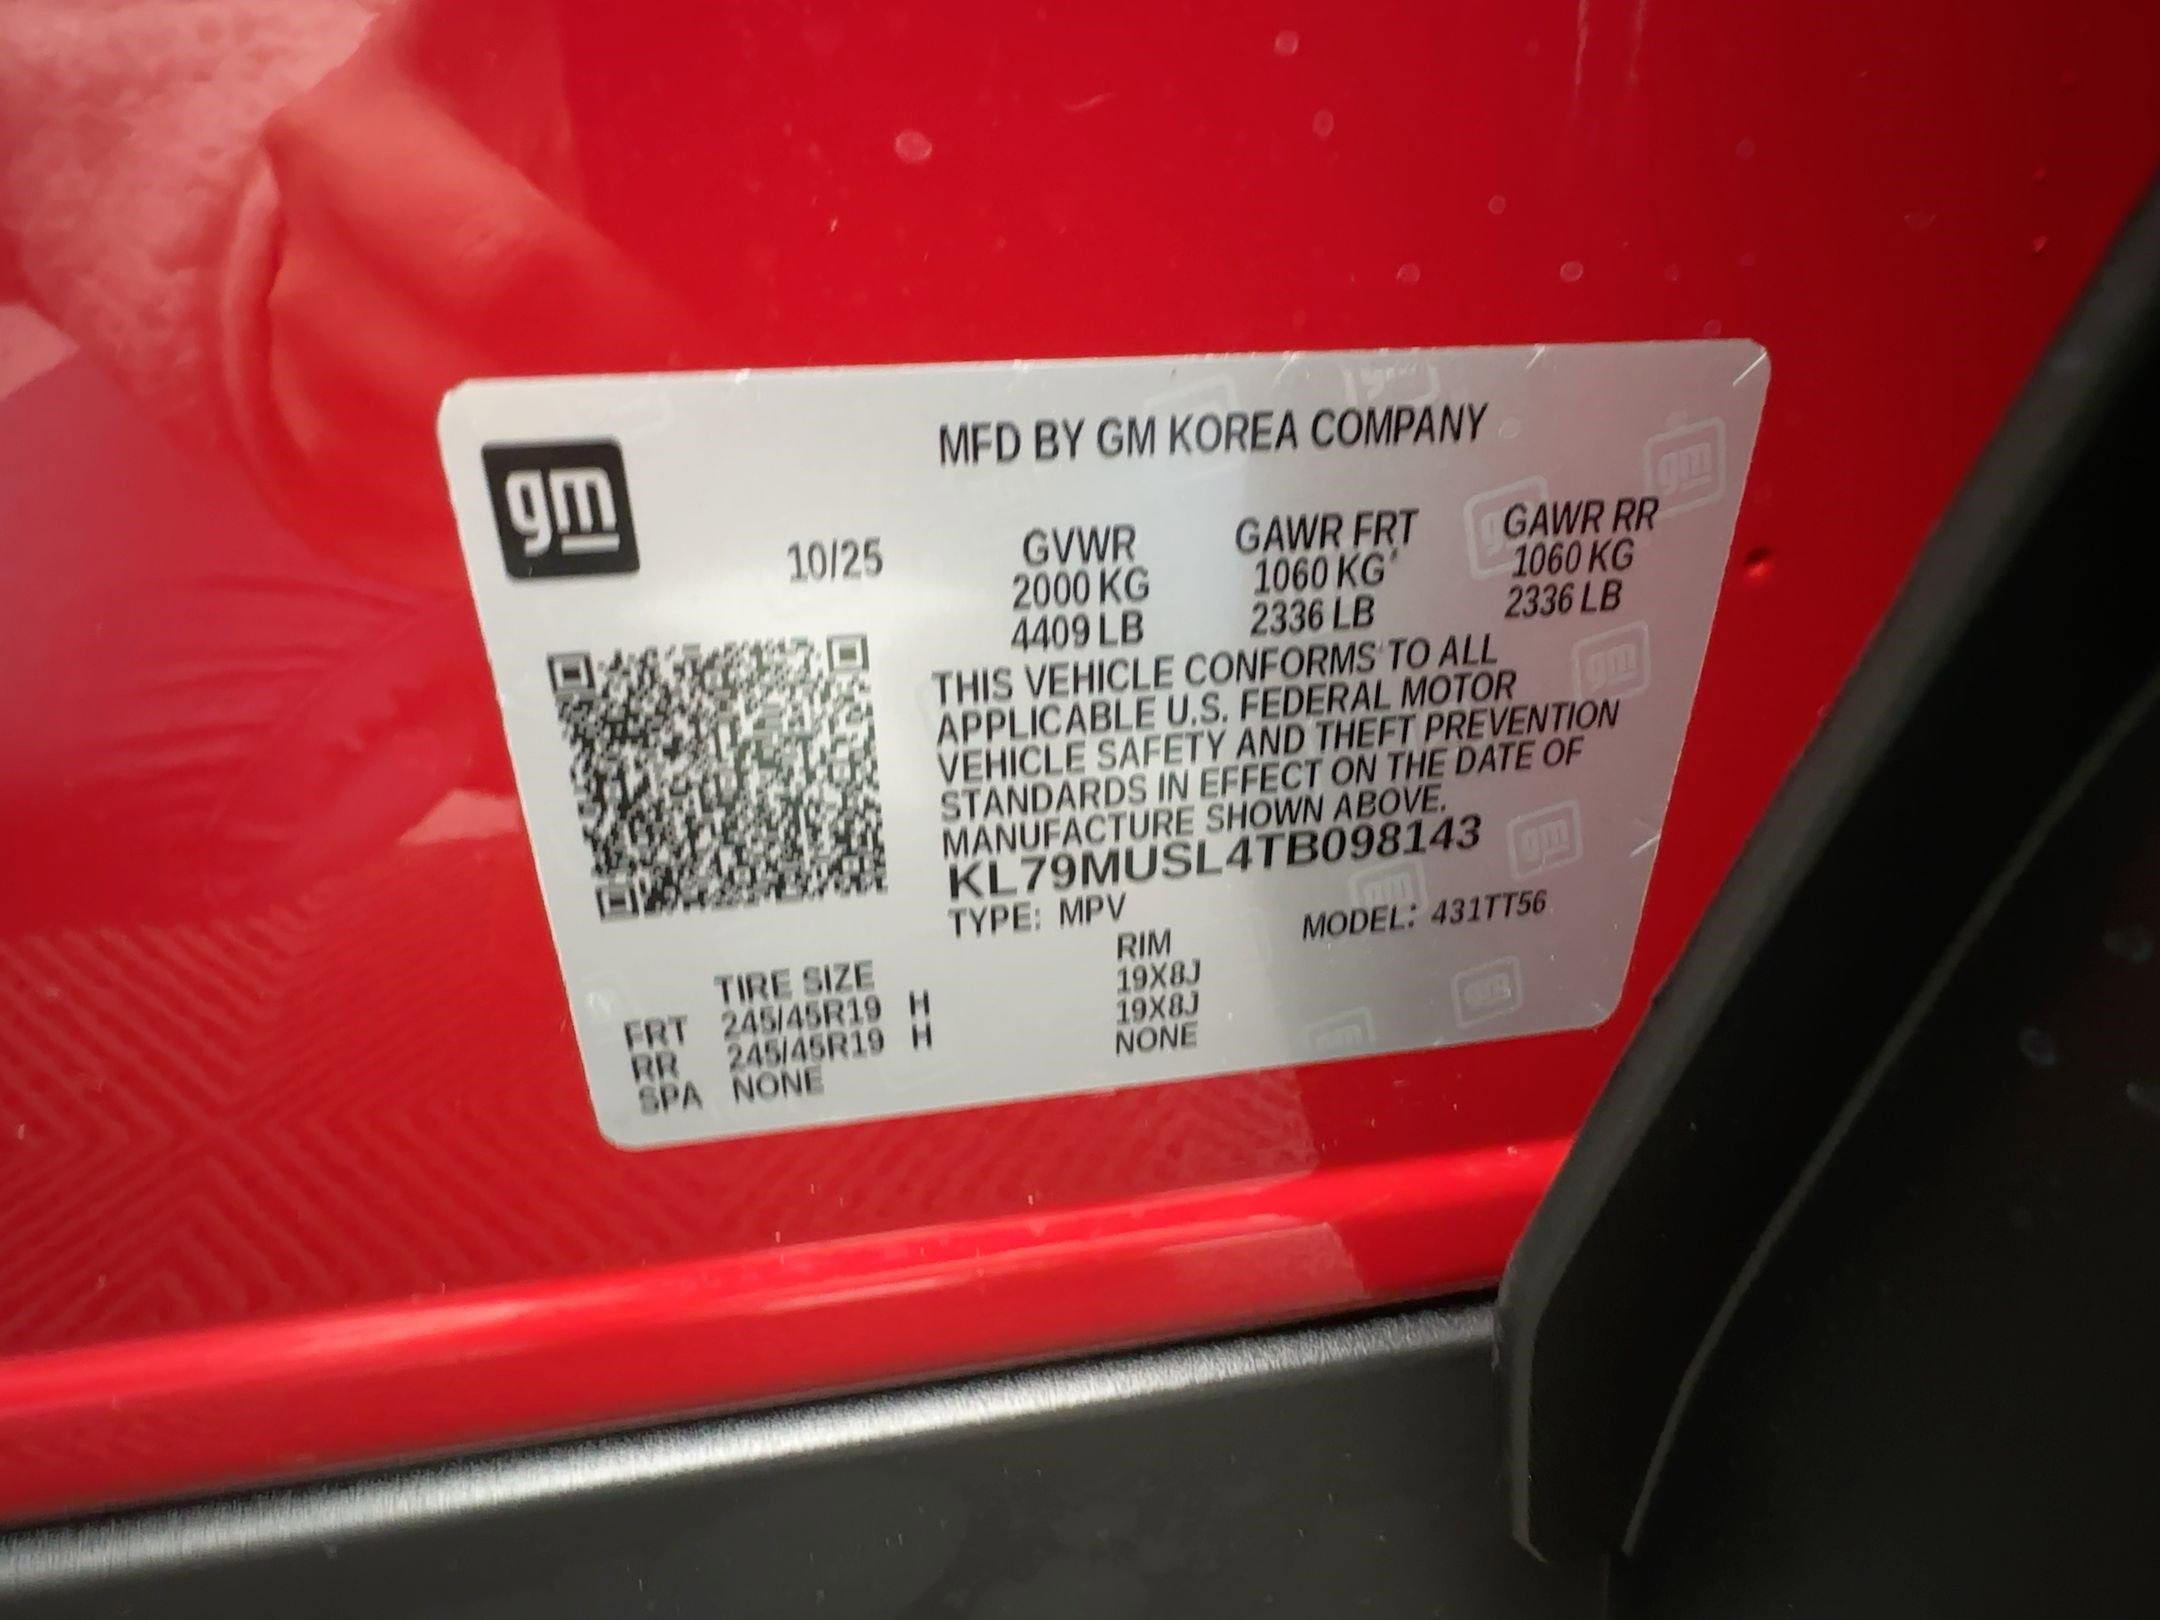 MFD BY GM KOREA COMPANY
gm
10/25
GVWR GAWR FRT GAWR RR
2000 KG 1060 KG 1060 KG
4409 LB 2336 LB 2336 LB
THIS VEHICLE CONFORMS TO ALL
APPLICABLE U.S. FEDERAL MOTOR
VEHICLE SAFETY AND THEFT PREVENTION
STANDARDS IN EFFECT ON THE DATE OF
MANUFACTURE SHOWN ABOVE.
KL79MUSL4TB098143
TYPE: MPV MODEL: 431TT56
TIRE SIZE RIM
FRT 245/45R19 H 19X8J
RR 245/45R19 H 19X8J
SPA NONE NONE